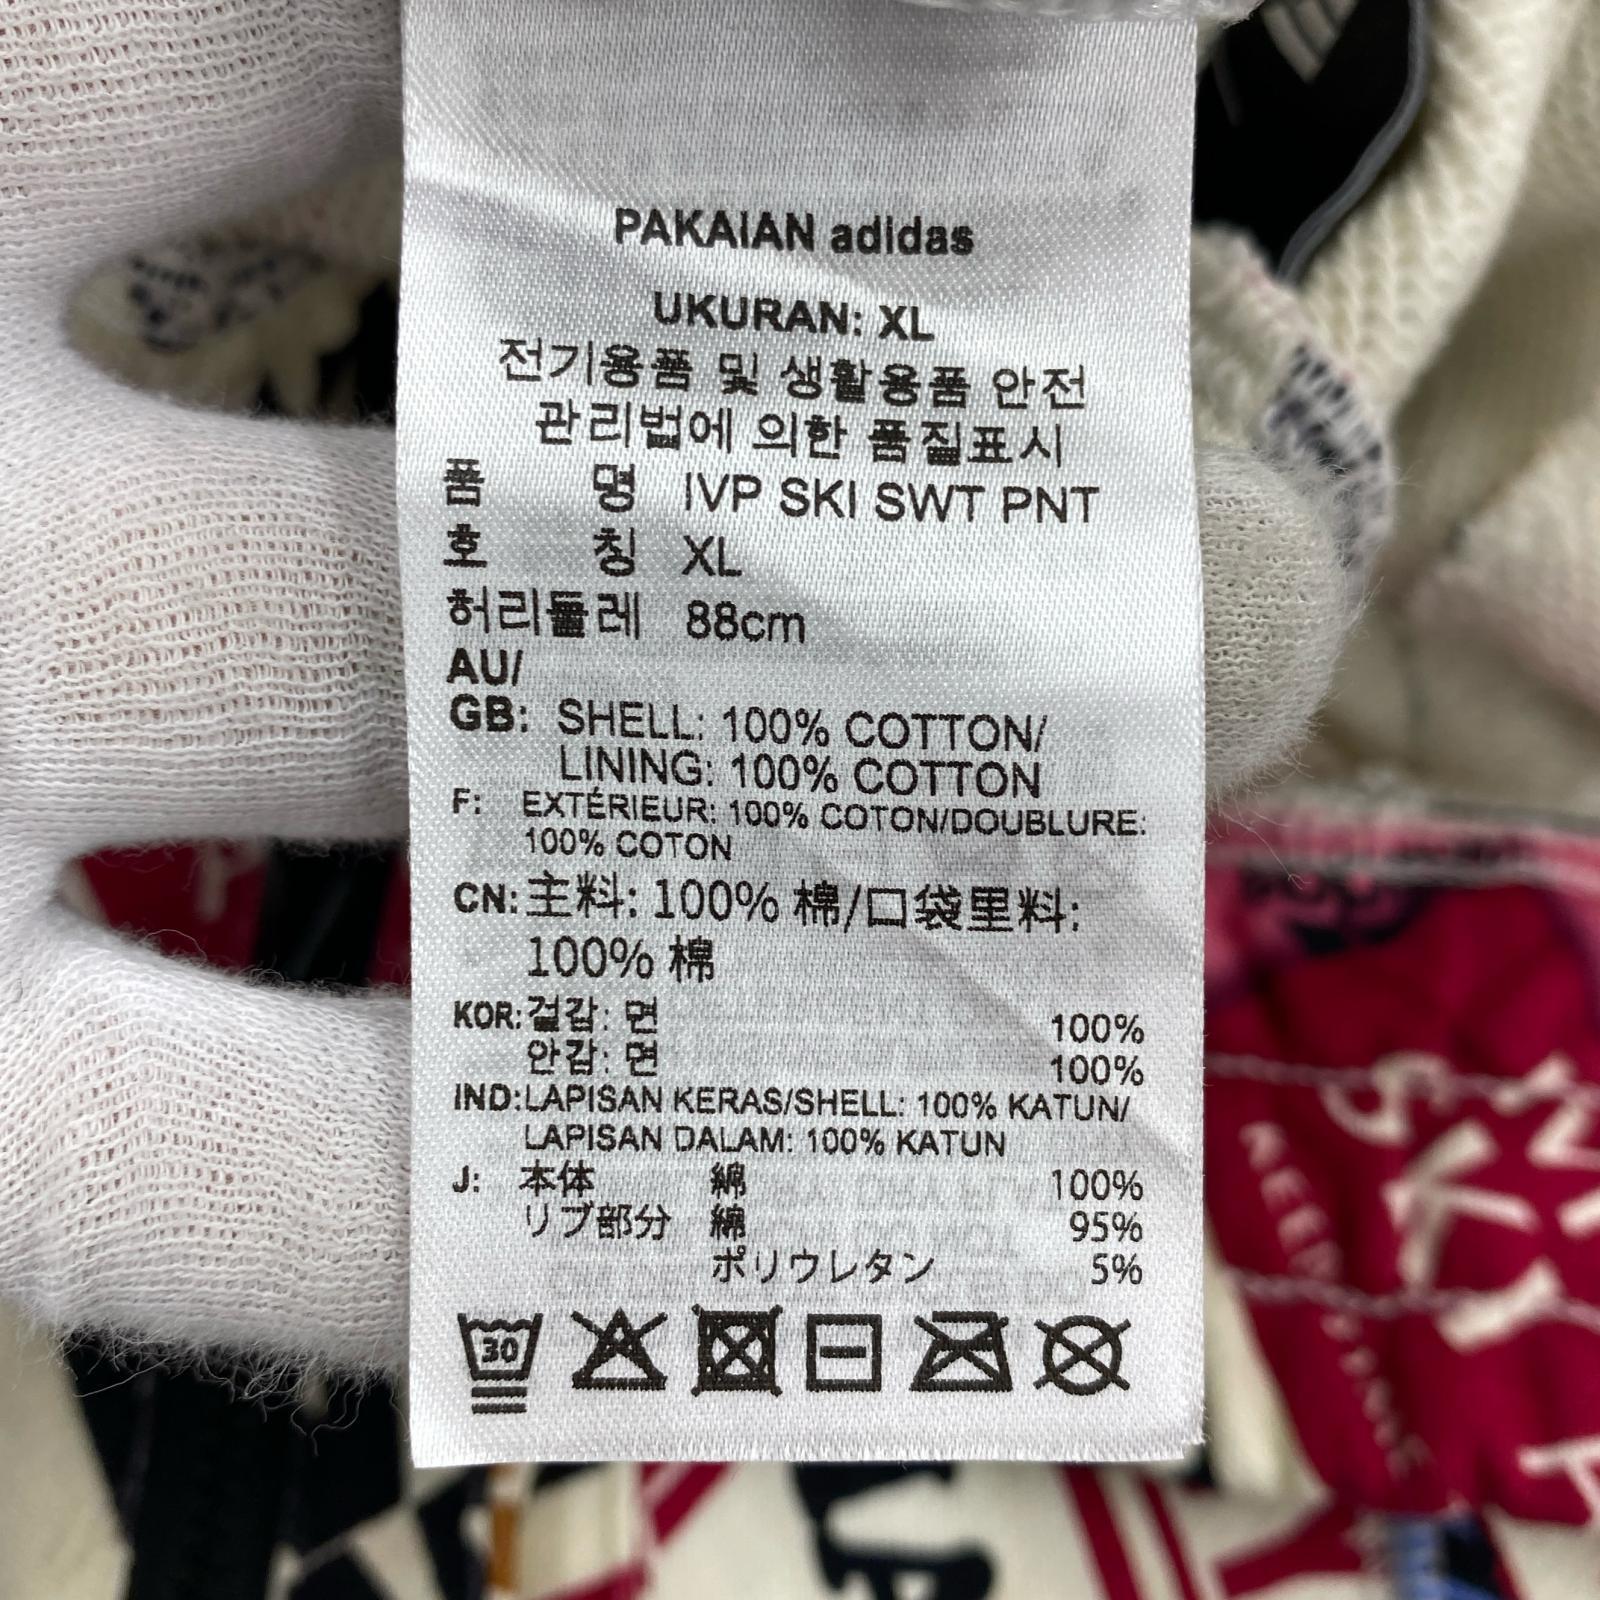 PAKAIAN adidas
UKURAN: XL
전기용품 및 생활용품 안전
관리법에 의한 품질표시
품 명 IVP SKI SWT PNT
호 칭 XL
허리둘레 88cm
AU/
GB: SHELL: 100% COTTON/
LINING: 100% COTTON
F: EXTÉRIEUR: 100% COTON/DOUBLURE:
100% COTON
CN: 主料: 100% 棉/口袋里料:
100% 棉
KOR: 겉감: 면 100%
안감: 면 100%
IND: LAPISAN KERAS/SHELL: 100% KATUN/
LAPISAN DALAM: 100% KATUN
J: 本体 綿 100%
リブ部分 綿 95%
ポリウレタン 5%
30